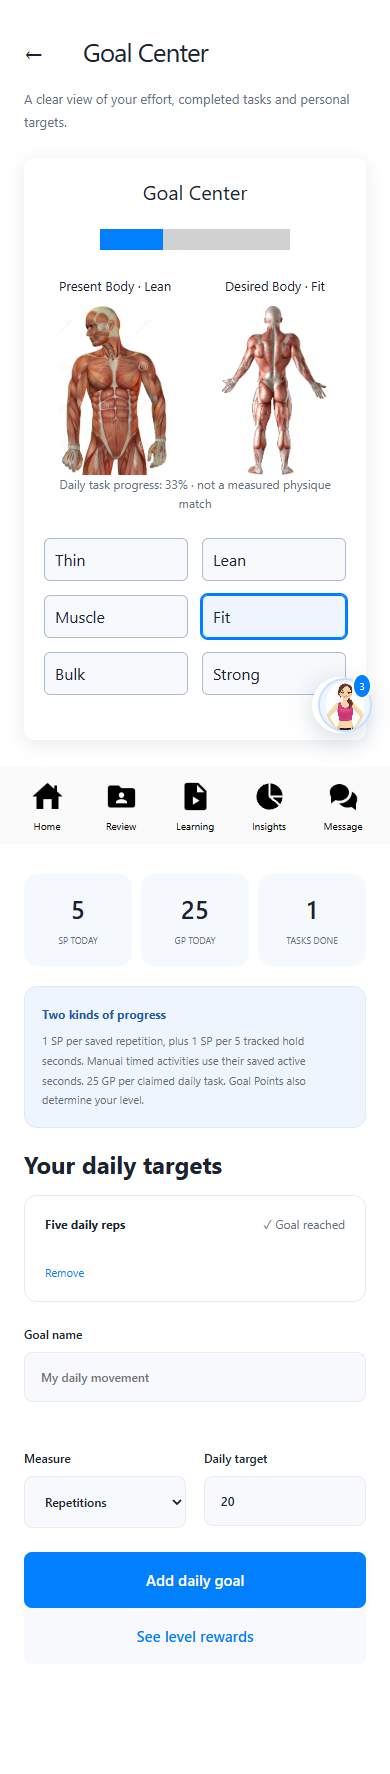 ← Goal Center
A clear view of your effort, completed tasks and personal
targets.
Goal Center
Present Body · Lean
Desired Body · Fit
Daily task progress: 33% · not a measured physique
match
Thin
Lean
Muscle
Fit
Bulk
Strong
3
Home
Review
Learning
Insights
Message
5
SP TODAY
25
GP TODAY
1
TASKS DONE
Two kinds of progress
1 SP per saved repetition, plus 1 SP per 5 tracked hold
seconds. Manual timed activities use their saved active
seconds. 25 GP per claimed daily task. Goal Points also
determine your level.
Your daily targets
Five daily reps
✓ Goal reached
Remove
Goal name
My daily movement
Measure
Daily target
Repetitions
20
Add daily goal
See level rewards